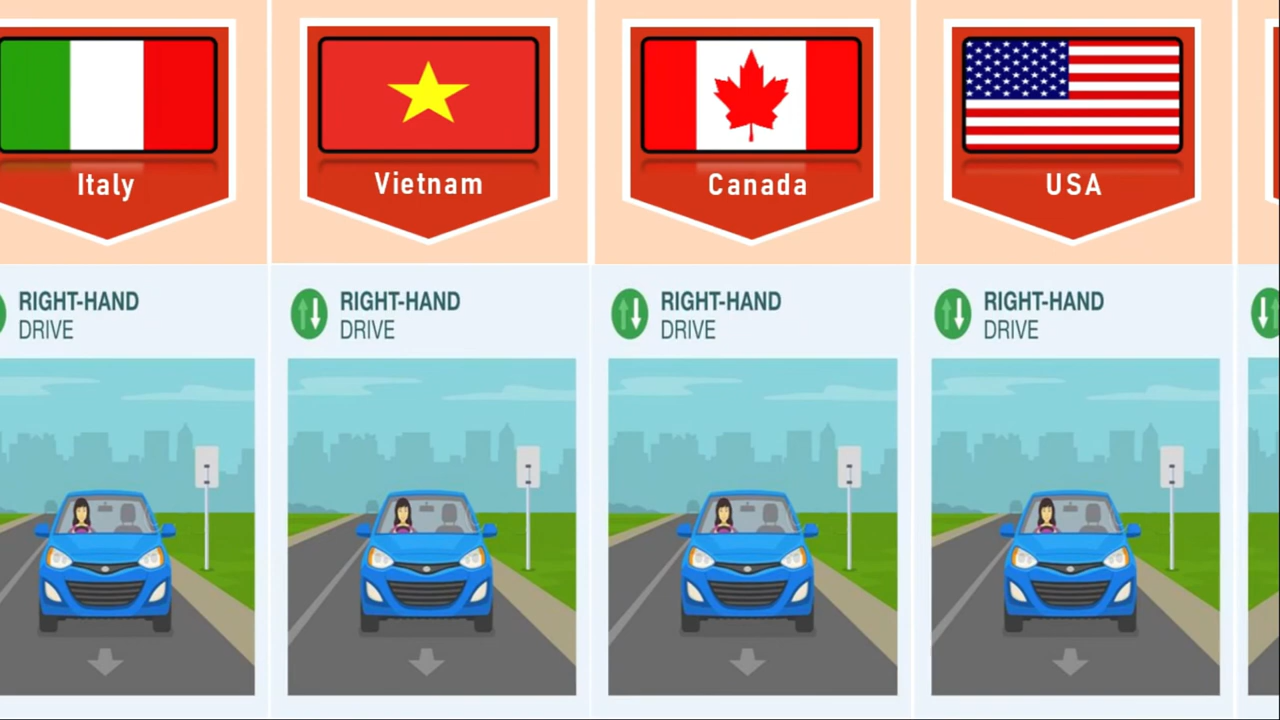 Italy
Vietnam
Canada
USA
RIGHT-HAND
DRIVE
RIGHT-HAND
DRIVE
RIGHT-HAND
DRIVE
RIGHT-HAND
DRIVE